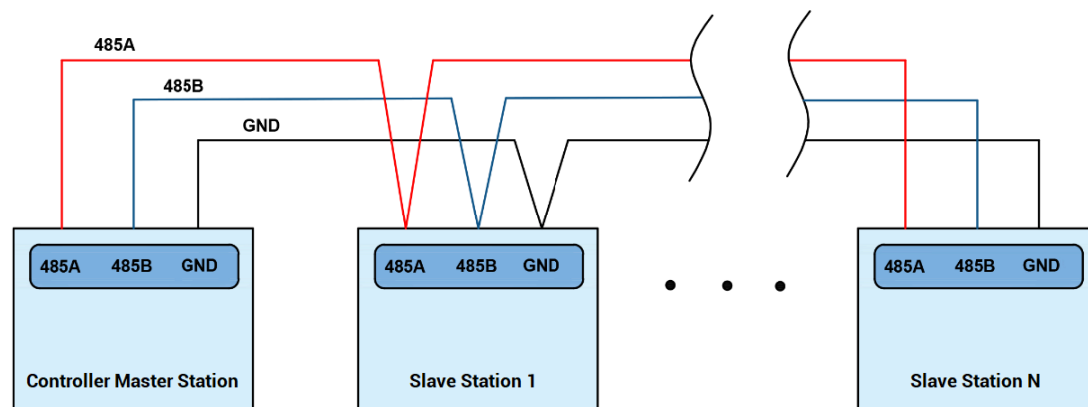 485A
485B
GND
485A 485B GND
485A 485B GND
485A 485B GND
Controller Master Station
Slave Station 1
Slave Station N